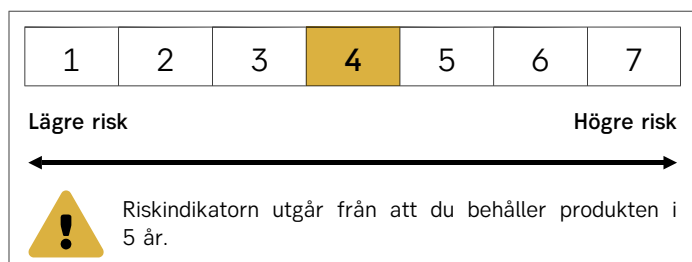 1 2 3 4 5 6 7
Lägre risk Högre risk
Riskindikatorn utgår från att du behåller produkten i
5 år.